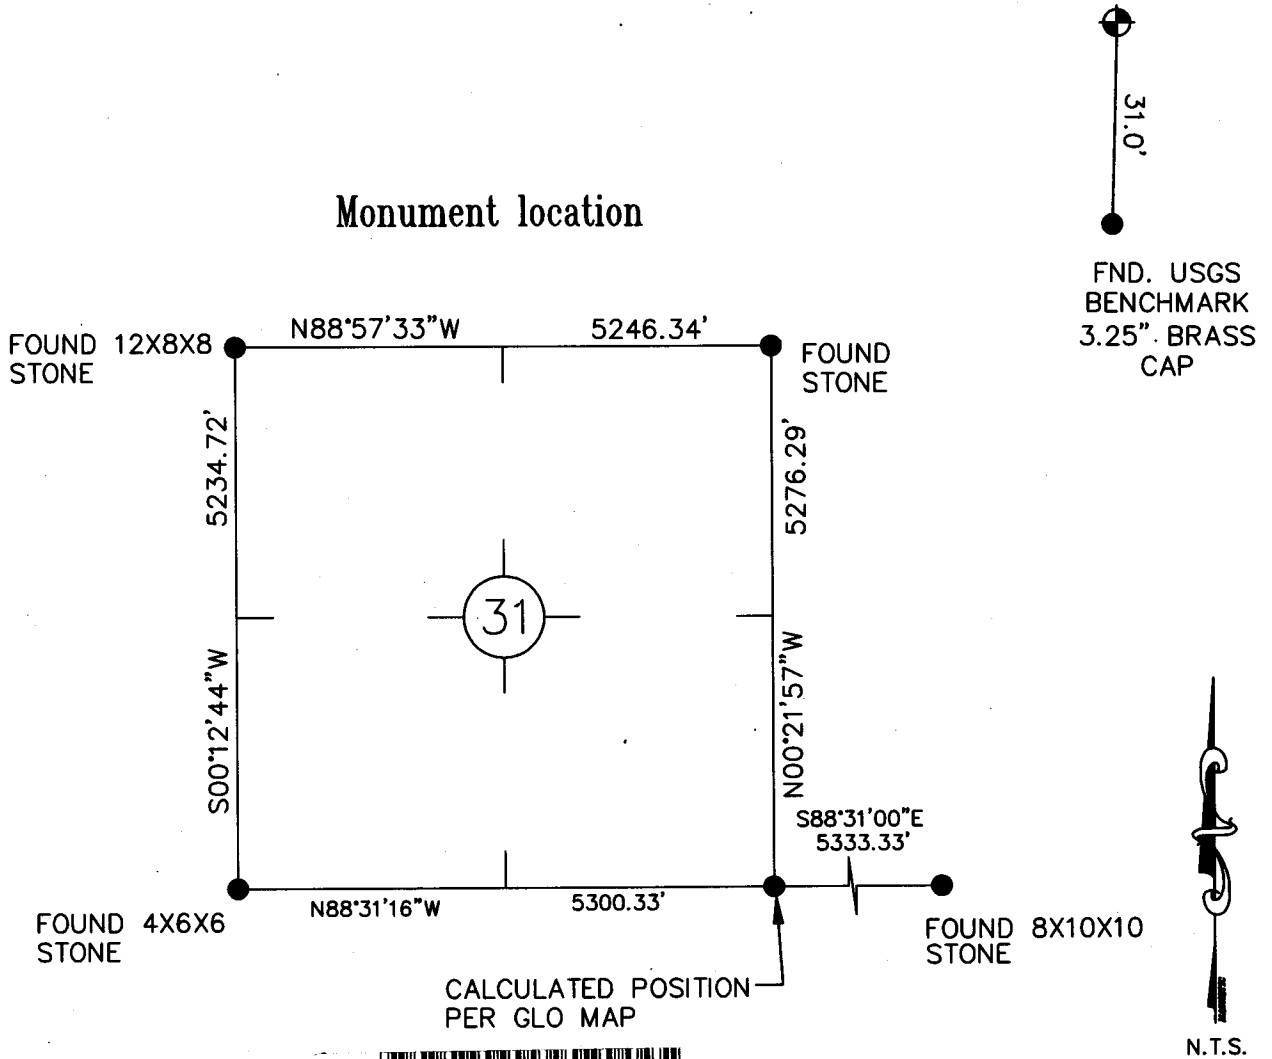 31.0'
Monument location
FND. USGS
BENCHMARK
3.25". BRASS
CAP
N88°57'33"W 5246.34'
FOUND 12X8X8
STONE
FOUND
STONE
5234.72'
5276.29'
31
S00°12'44"W
N00°21'57"W
S88°31'00"E
5333.33'
N88°31'16"W 5300.33'
FOUND 4X6X6
STONE
FOUND 8X10X10
STONE
CALCULATED POSITION
PER GLO MAP
N.T.S.